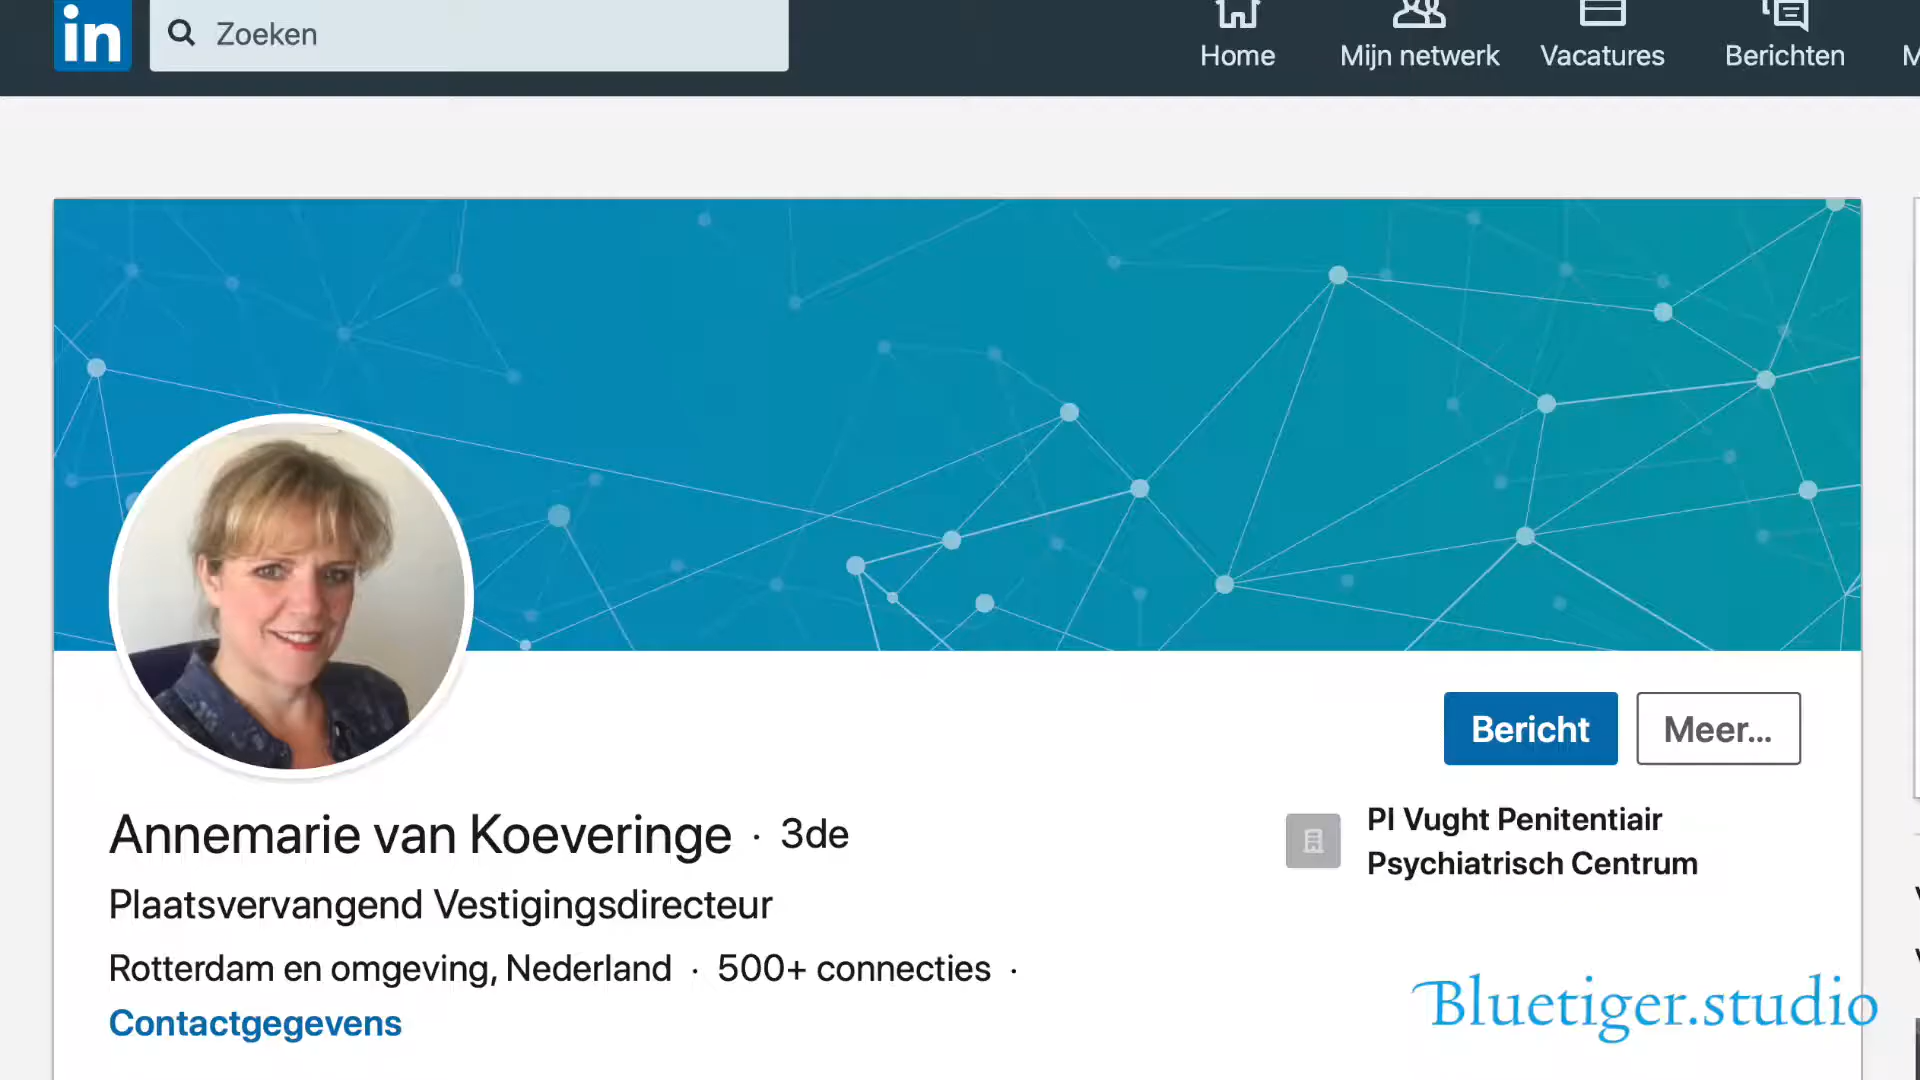 in
Zoeken
Home
Mijn netwerk
Vacatures
Berichten
Bericht
Meer...
Annemarie van Koeveringe · 3de
PI Vught Penitentiair
Psychiatrisch Centrum
Plaatsvervangend Vestigingsdirecteur
Rotterdam en omgeving, Nederland · 500+ connecties ·
Contactgegevens
Bluetiger.studio